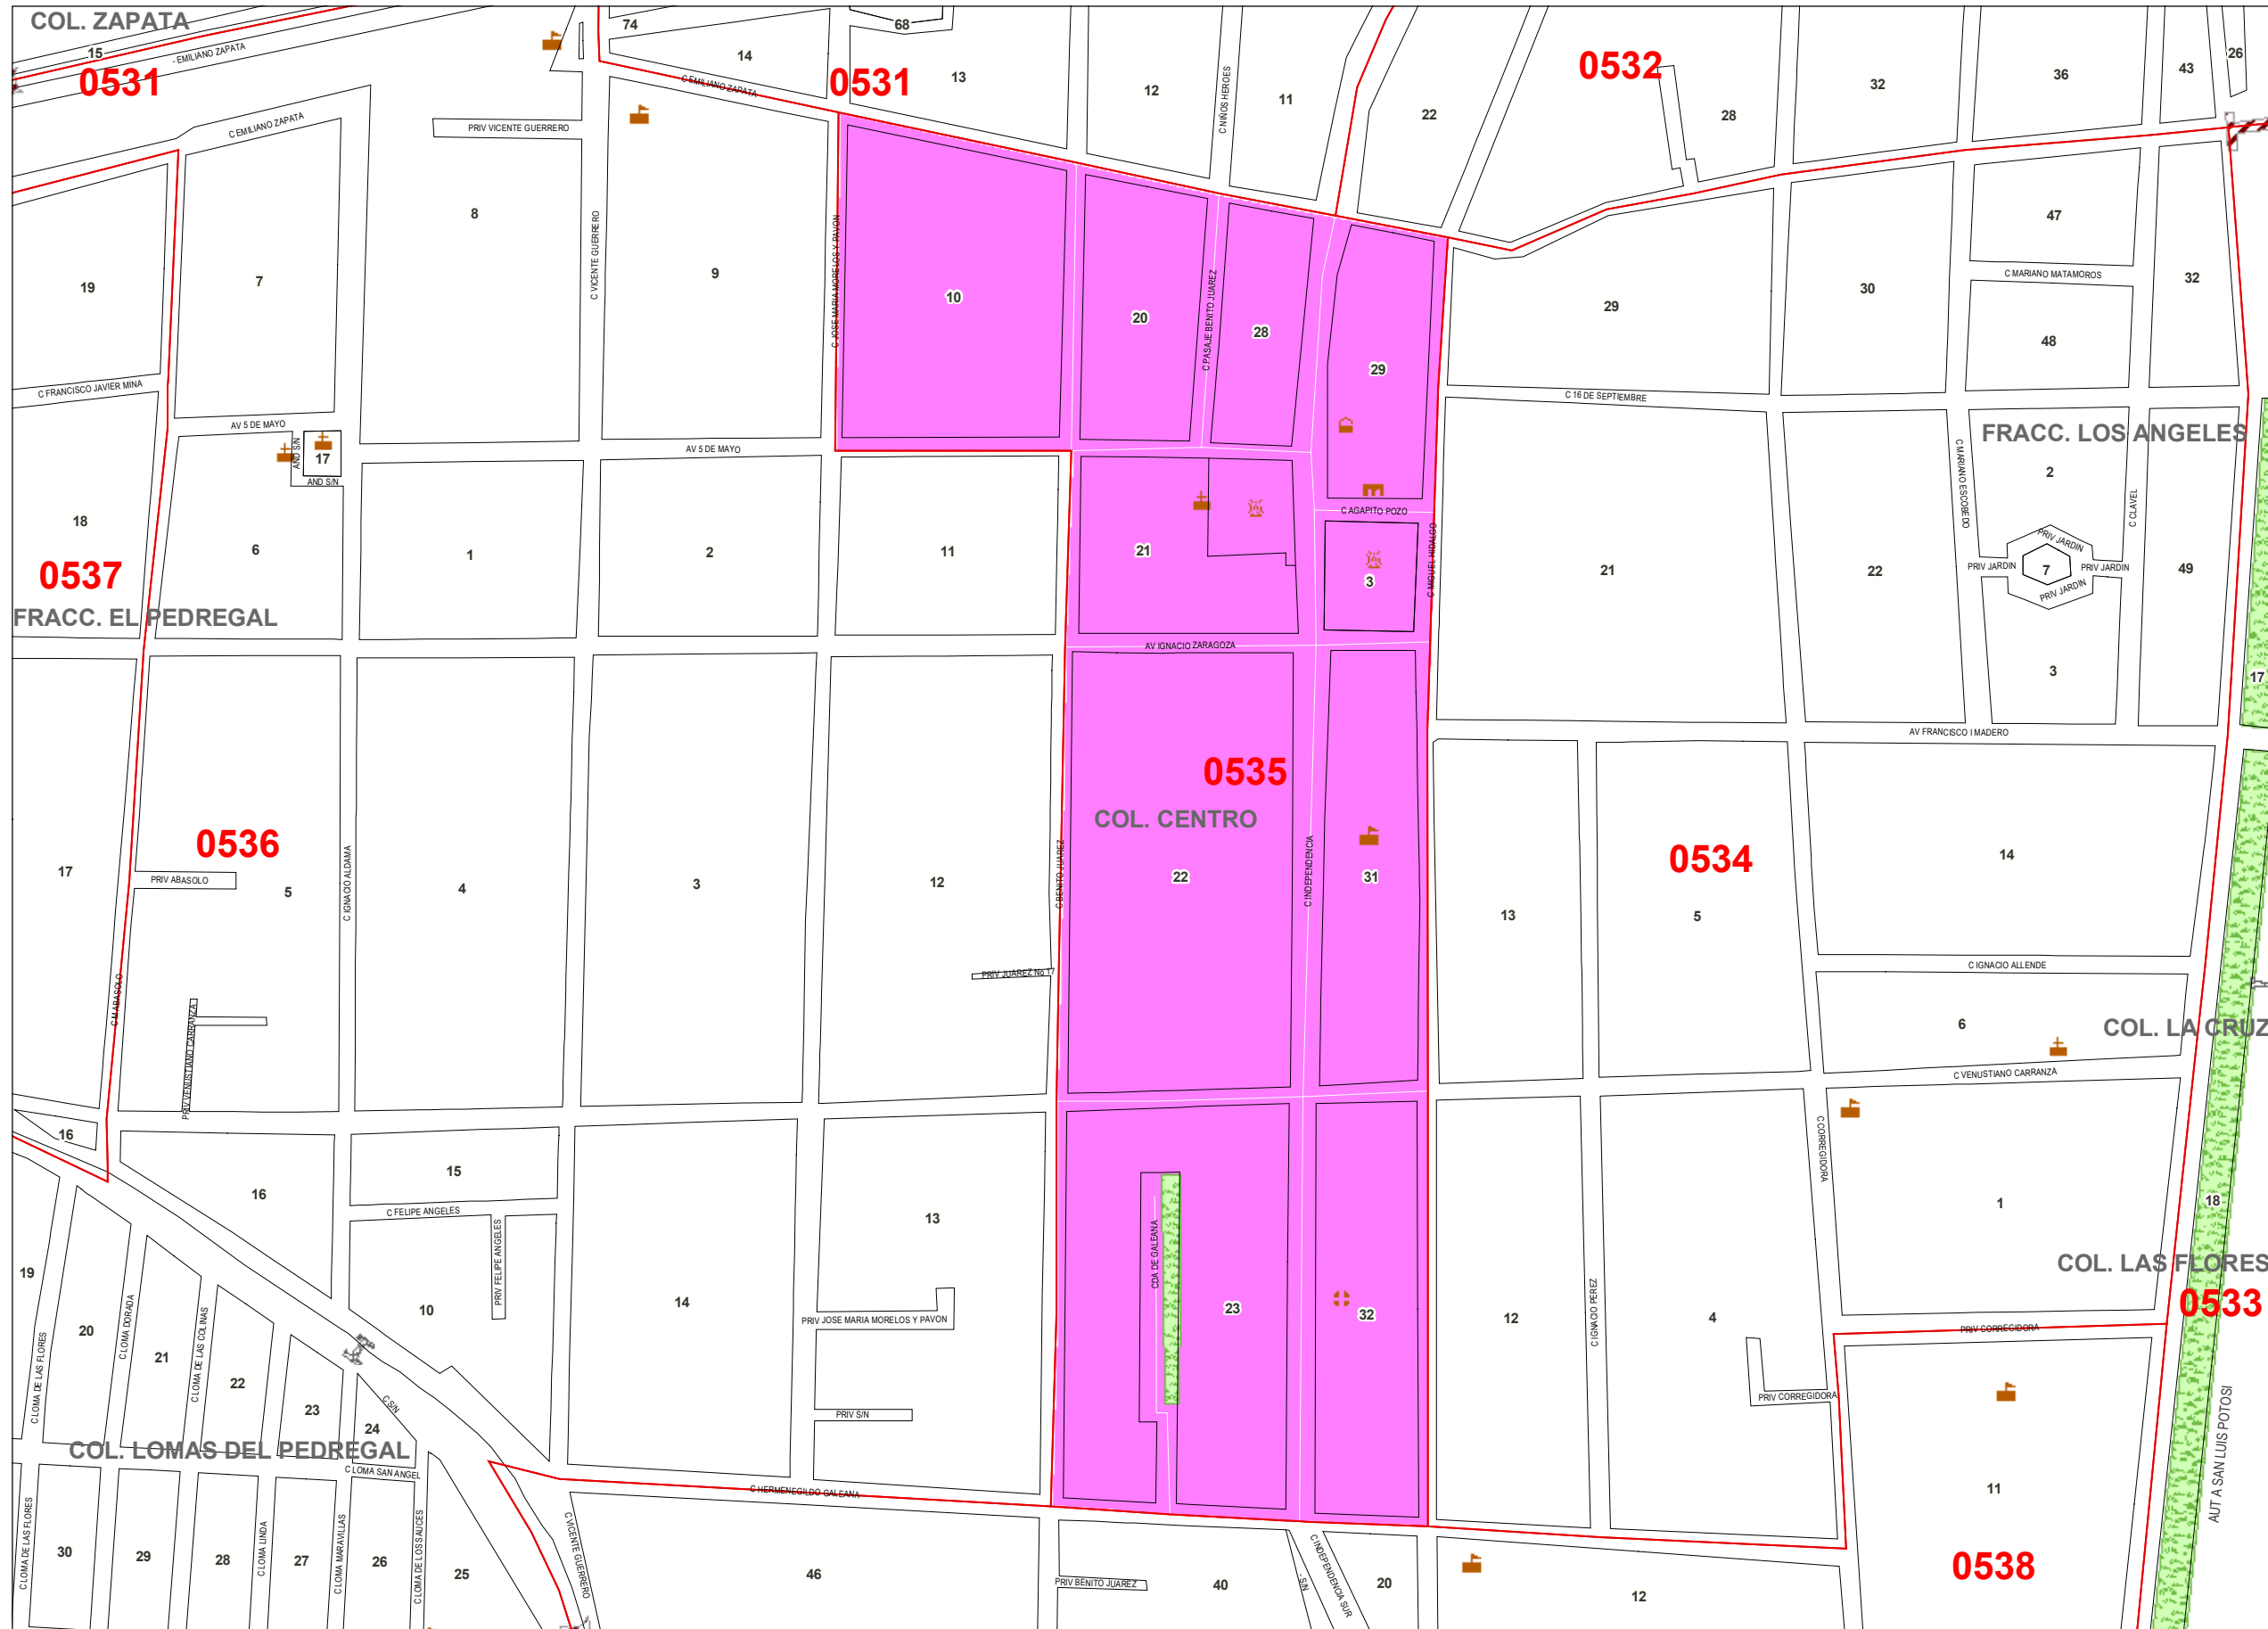 COL. ZAPATA
15
- EMILIANO ZAPATA
0531
74
68
14
13
C EMILIANO ZAPATA
0531
12
C NIÑOS HEROES
11
22
0532
28
32
36
43
26
C EMILIANO ZAPATA
PRIV VICENTE GUERRERO
19
7
8
C VICENTE GUERRERO
9
C JOSE MARIA MORELOS Y PAVON
10
20
C PASAJE BENITO JUAREZ
28
29
29
30
47
C MARIANO MATAMOROS
32
48
C FRANCISCO JAVIER MINA
C 16 DE SEPTIEMBRE
AV 5 DE MAYO
AND S/N
17
AND S/N
AV 5 DE MAYO
FRACC. LOS ANGELES
C MARIANO ESCOBEDO
2
C CLAVEL
18
6
1
2
11
21
C AGAPITO POZO
3
C MIGUEL HIDALGO
21
22
PRIV JARDIN
PRIV JARDIN
7
PRIV JARDIN
PRIV JARDIN
49
0537
FRACC. EL PEDREGAL
AV IGNACIO ZARAGOZA
3
17
AV FRANCISCO I MADERO
0535
COL. CENTRO
0536
17
PRIV ABASOLO
5
C IGNACIO ALDAMA
4
3
12
C BENITO JUAREZ
22
C INDEPENDENCIA
31
13
0534
5
14
C IGNACIO ALLENDE
PRIV JUAREZ No 17
C M ABASOLO
PRIV VENUSTIANO CARRANZA
6
COL. LA CRUZ
C VENUSTIANO CARRANZA
16
16
15
C FELIPE ANGELES
PRIV FELIPE ANGELES
13
CDA DE GALEANA
23
32
C IGNACIO PEREZ
C CORREGIDORA
1
18
COL. LAS FLORES
0533
19
20
C LOMA DORADA
C LOMA DE LAS FLORES
21
C LOMA DE LAS COLINAS
22
23
10
14
PRIV JOSE MARIA MORELOS Y PAVON
12
4
PRIV CORREGIDORA
PRIV CORREGIDORA
C S/N
24
PRIV S/N
COL. LOMAS DEL PEDREGAL
C LOMA SAN ANGEL
C HERMENEGILDO GALEANA
11
AUT A SAN LUIS POTOSI
C LOMA DE LAS FLORES
30
29
28
C LOMA LINDA
27
C LOMA MARAVILLAS
26
C LOMA DE LOS SAUCES
25
C VICENTE GUERRERO
46
PRIV BENITO JUAREZ
40
- S/N
C INDEPENDENCIA SUR
20
12
0538